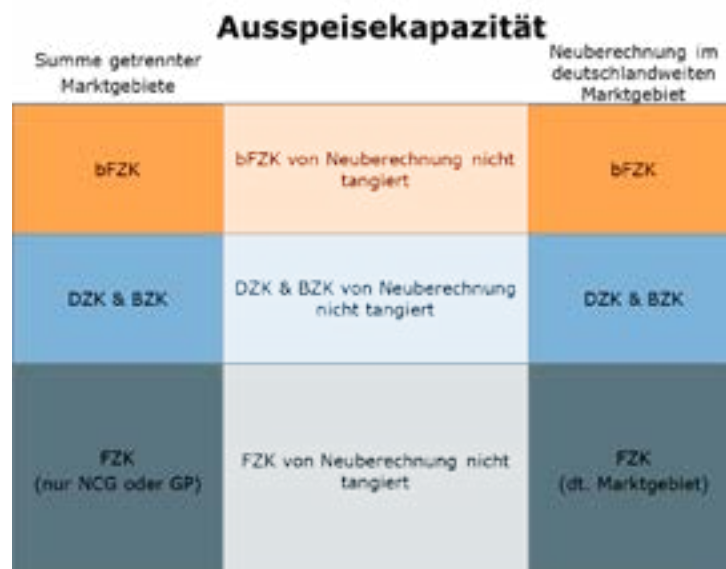 Ausspeisekapazität
Summe getrennter
Marktgebiete
Neuberechnung im
deutschlandweiten
Marktgebiet
bFZK
bFZK von Neuberechnung nicht
tangiert
bFZK
DZK & BZK
DZK & BZK von Neuberechnung
nicht tangiert
DZK & BZK
FZK
(nur NCG oder GP)
FZK von Neuberechnung nicht
tangiert
FZK
(dt. Marktgebiet)